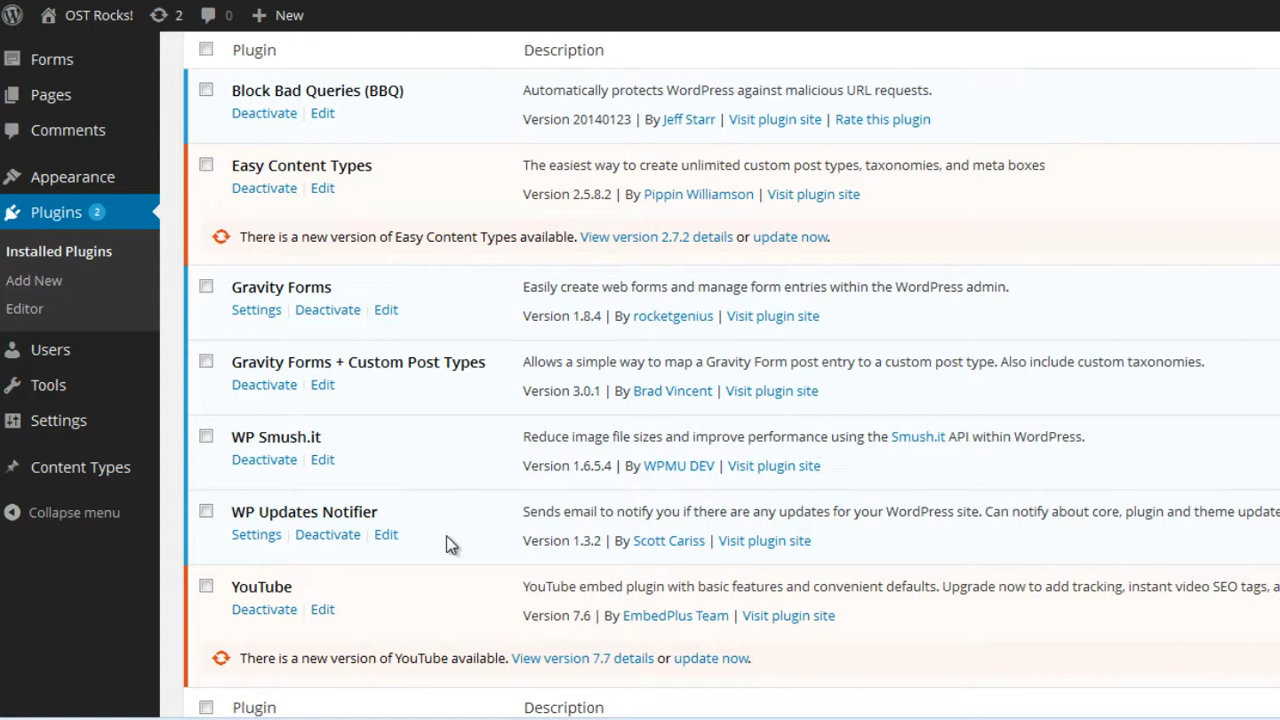 OST Rocks! 2 0 New
Forms
Pages
Comments
Appearance
Plugins 2
Installed Plugins
Add New
Editor
Users
Tools
Settings
Content Types
Collapse menu
Plugin Description
Block Bad Queries (BBQ) Automatically protects WordPress against malicious URL requests.
Deactivate | Edit Version 20140123 | By Jeff Starr | Visit plugin site | Rate this plugin
Easy Content Types The easiest way to create unlimited custom post types, taxonomies, and meta boxes
Deactivate | Edit Version 2.5.8.2 | By Pippin Williamson | Visit plugin site
There is a new version of Easy Content Types available. View version 2.7.2 details or update now.
Gravity Forms Easily create web forms and manage form entries within the WordPress admin.
Settings | Deactivate | Edit Version 1.8.4 | By rocketgenius | Visit plugin site
Gravity Forms + Custom Post Types Allows a simple way to map a Gravity Form post entry to a custom post type. Also include custom taxonomies.
Deactivate | Edit Version 3.0.1 | By Brad Vincent | Visit plugin site
WP Smush.it Reduce image file sizes and improve performance using the Smush.it API within WordPress.
Deactivate | Edit Version 1.6.5.4 | By WPMU DEV | Visit plugin site
WP Updates Notifier Sends email to notify you if there are any updates for your WordPress site. Can notify about core, plugin and theme update
Settings | Deactivate | Edit Version 1.3.2 | By Scott Cariss | Visit plugin site
YouTube YouTube embed plugin with basic features and convenient defaults. Upgrade now to add tracking, instant video SEO tags, a
Deactivate | Edit Version 7.6 | By EmbedPlus Team | Visit plugin site
There is a new version of YouTube available. View version 7.7 details or update now.
Plugin Description